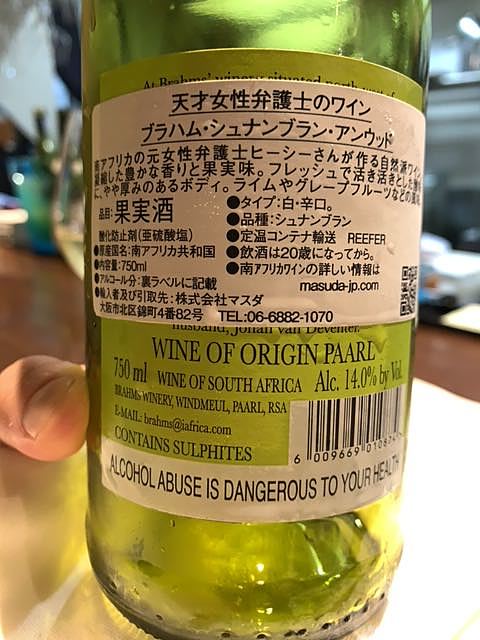 At Brahms' winery situated north west of
天才女性弁護士のワイン
ブラハム・シュナンブラン・アンウッド
南アフリカの元女性弁護士ヒーシーさんが作る自然派ワイン
凝縮した豊かな香りと果実味。フレッシュで活き活きとした
に、やや厚みのあるボディ。ライムやグレープフルーツなどの風味
品目:果実酒
●タイプ:白・辛口。
●品種:シュナンブラン
酸化防止剤(亜硫酸塩)
●定温コンテナ輸送 REEFER
●原産国名:南アフリカ共和国
●飲酒は20歳になってから。
●内容量:750ml
●南アフリカワインの詳しい情報は
●アルコール分:裏ラベルに記載
masuda-jp.com
●輸入者及び引取先:株式会社マスダ
大阪市北区錦町4番82号 TEL:06-6882-1070
husband, Johan van Deventer.
WINE OF ORIGIN PAARL
750 ml WINE OF SOUTH AFRICA Alc. 14.0% by Vol.
BRAHMS WINERY, WINDMEUL, PAARL, RSA
E-MAIL: brahms@iafrica.com
CONTAINS SULPHITES
6 009669 0108
ALCOHOL ABUSE IS DANGEROUS TO YOUR HEALTH